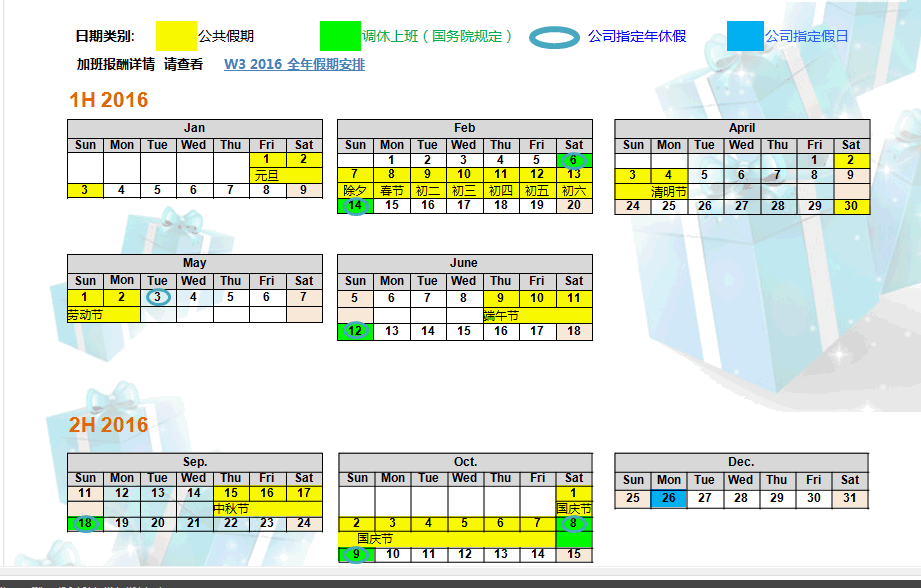 日期类别: 公共假期 调休上班（国务院规定） 公司指定年休假 公司指定假日
加班报酬详情 请查看 W3 2016 全年假期安排
1H 2016
Jan
Sun Mon Tue Wed Thu Fri Sat
1 2
元旦
3 4 5 6 7 8 9
Feb
Sun Mon Tue Wed Thu Fri Sat
1 2 3 4 5 6
7 8 9 10 11 12 13
除夕 春节 初二 初三 初四 初五 初六
14 15 16 17 18 19 20
April
Sun Mon Tue Wed Thu Fri Sat
1 2
3 4 5 6 7 8 9
清明节
24 25 26 27 28 29 30
May
Sun Mon Tue Wed Thu Fri Sat
1 2 3 4 5 6 7
劳动节
June
Sun Mon Tue Wed Thu Fri Sat
5 6 7 8 9 10 11
端午节
12 13 14 15 16 17 18
2H 2016
Sep.
Sun Mon Tue Wed Thu Fri Sat
11 12 13 14 15 16 17
中秋节
18 19 20 21 22 23 24
Oct.
Sun Mon Tue Wed Thu Fri Sat
1
国庆节
2 3 4 5 6 7 8
国庆节
9 10 11 12 13 14 15
Dec.
Sun Mon Tue Wed Thu Fri Sat
25 26 27 28 29 30 31